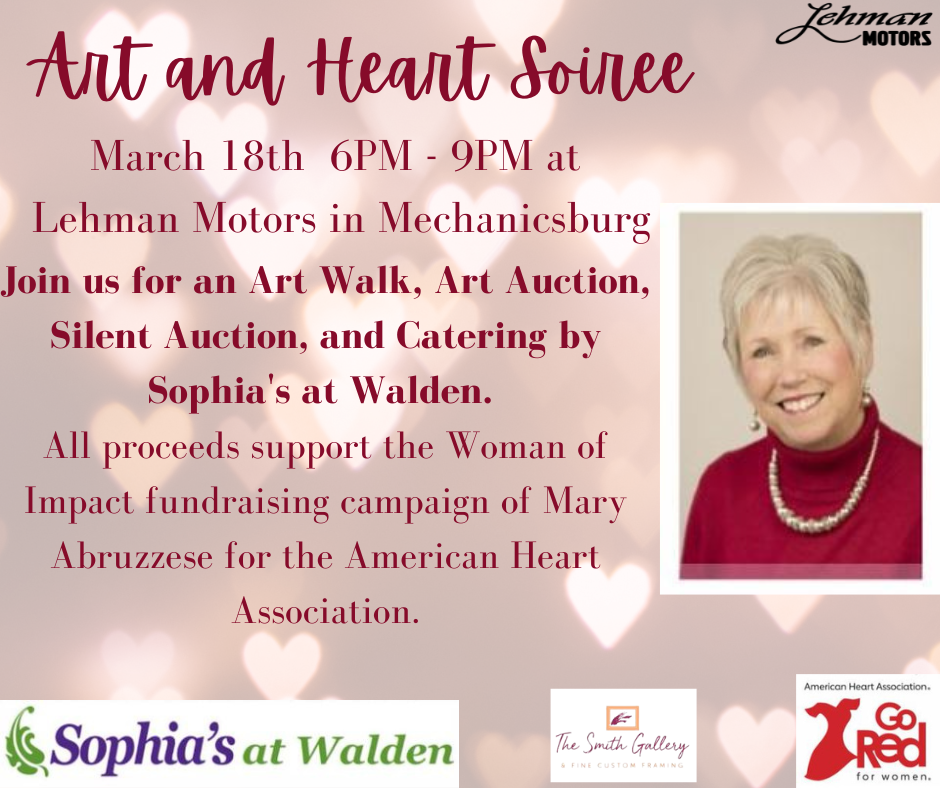 Lehman
MOTORS
Art and Heart Soiree
March 18th 6PM - 9PM at
Lehman Motors in Mechanicsburg
Join us for an Art Walk, Art Auction,
Silent Auction, and Catering by
Sophia's at Walden.
All proceeds support the Woman of
Impact fundraising campaign of Mary
Abruzzese for the American Heart
Association.
Sophia's at Walden
The Smith Gallery
& FINE CUSTOM FRAMING
American Heart Association®
Go
Red
for women®